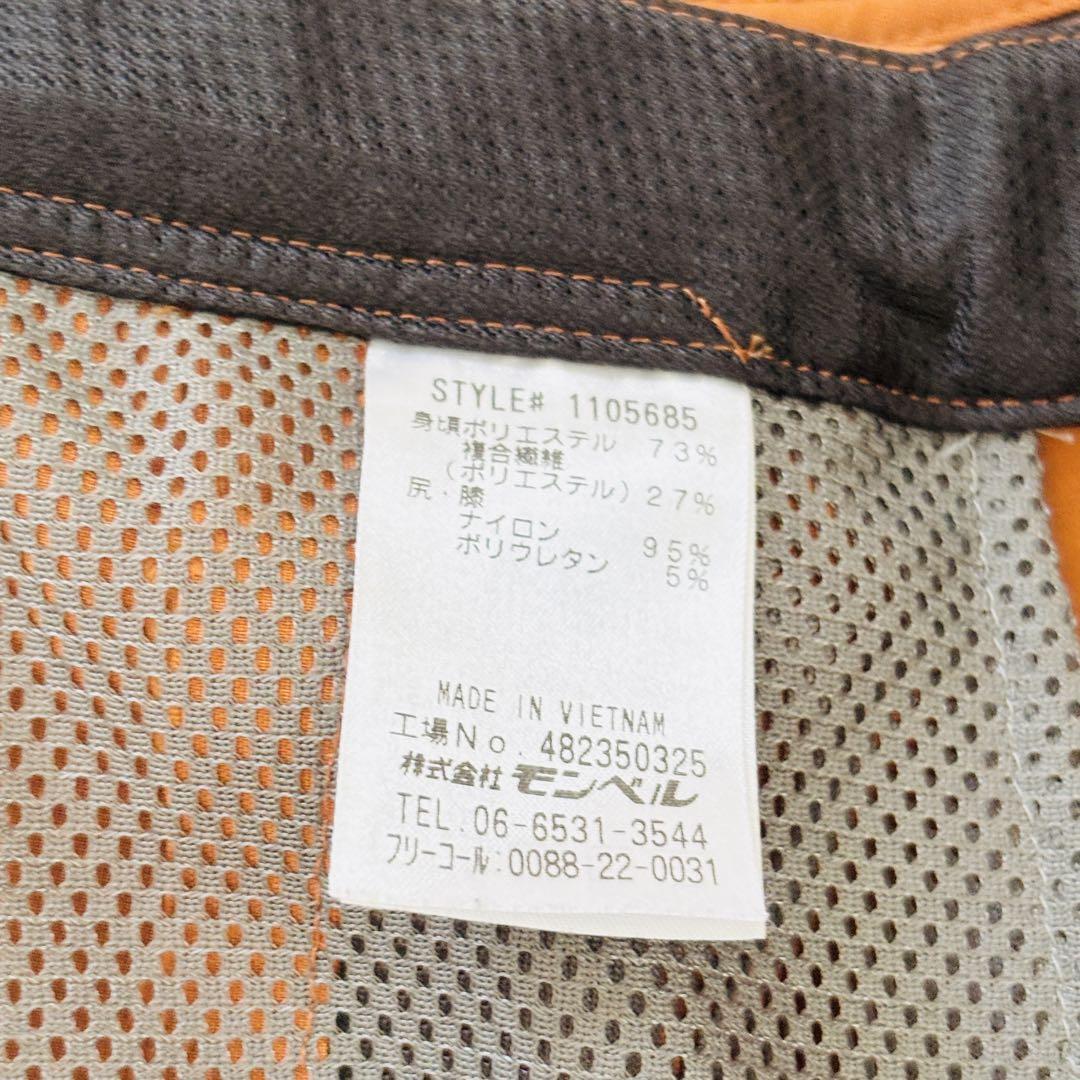 STYLE# 1105685
身頃ポリエステル 73%
複合繊維
(ポリエステル) 27%
尻・膝
ナイロン 95%
ポリウレタン 5%
MADE IN VIETNAM
工場No. 482350325
株式会社モンベル
TEL.06-6531-3544
フリーコール:0088-22-0031